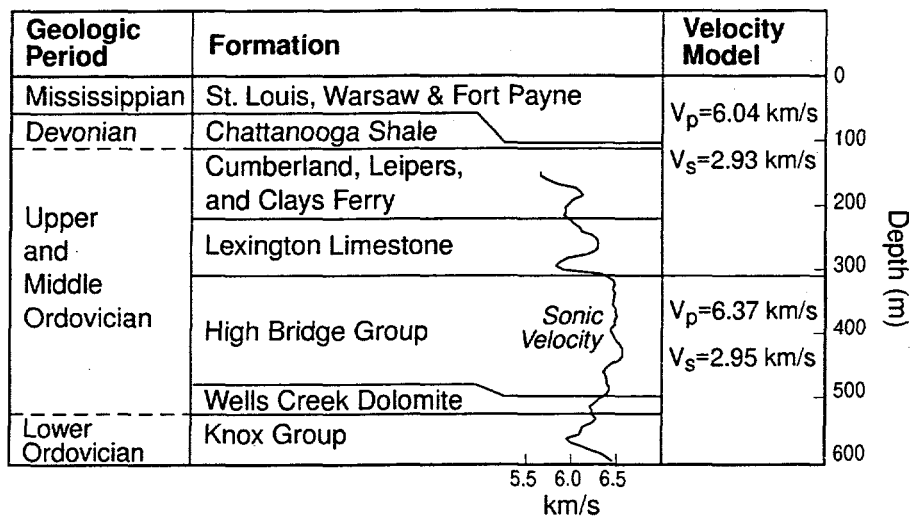 Geologic
Period
Formation
Velocity
Model
Mississippian
St. Louis, Warsaw & Fort Payne
Devonian
Chattanooga Shale
Upper
and
Middle
Ordovician
Cumberland, Leipers,
and Clays Ferry
Lexington Limestone
High Bridge Group
Wells Creek Dolomite
Lower
Ordovician
Knox Group
Sonic
Velocity
5.5 6.0 6.5
km/s
Vp=6.04 km/s
Vs=2.93 km/s
Vp=6.37 km/s
Vs=2.95 km/s
0
100
200
300
400
500
600
Depth (m)